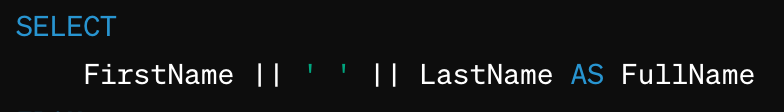 SELECT
FirstName || ' ' || LastName AS FullName